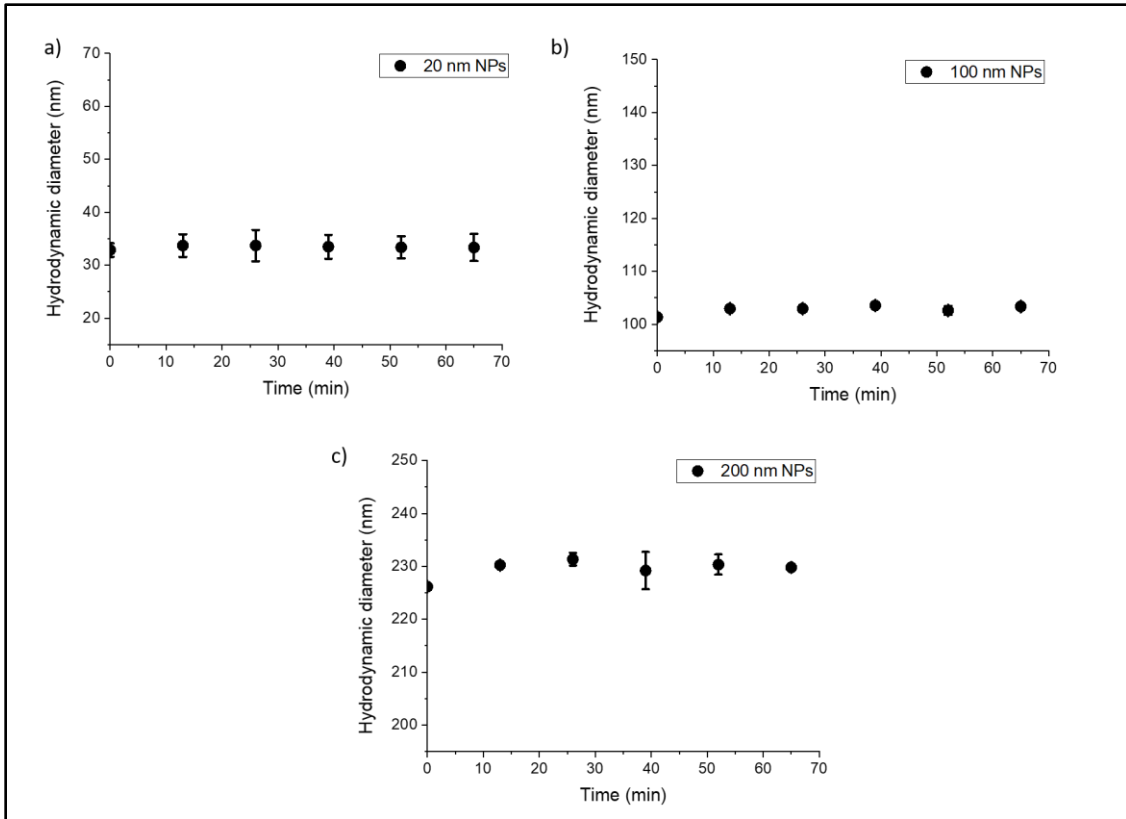 a)
20 nm NPs
Hydrodynamic diameter (nm)
70
60
50
40
30
20
0 10 20 30 40 50 60 70
Time (min)
b)
100 nm NPs
Hydrodynamic diameter (nm)
150
140
130
120
110
100
0 10 20 30 40 50 60 70
Time (min)
c)
200 nm NPs
Hydrodynamic diameter (nm)
250
240
230
220
210
200
0 10 20 30 40 50 60 70
Time (min)